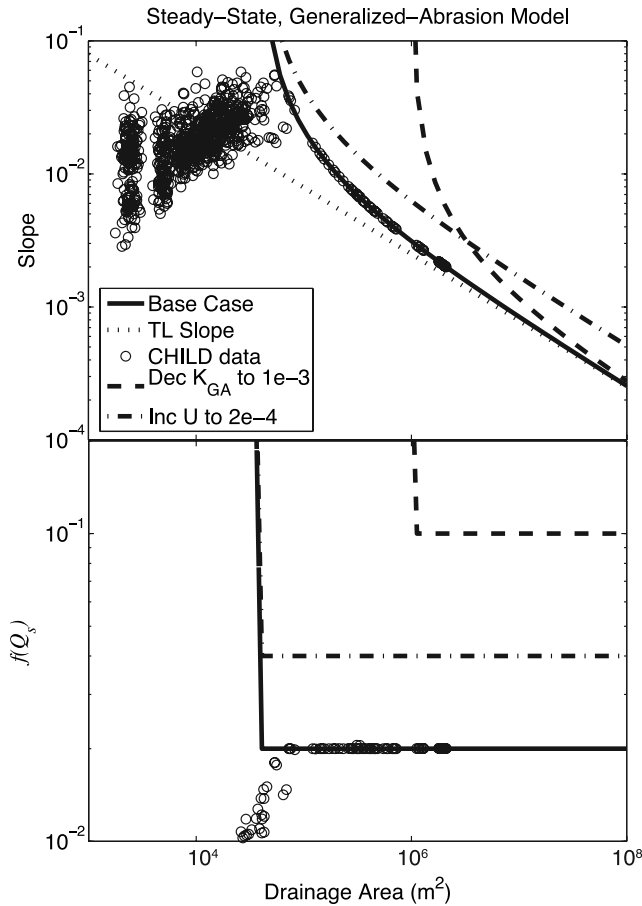 Steady–State, Generalized–Abrasion Model
10⁻¹
10⁻²
10⁻³
10⁻⁴
Slope
Base Case
TL Slope
CHILD data
Dec K_GA to 1e−3
Inc U to 2e−4
10⁻¹
10⁻²
f(Q_s)
10⁴
10⁶
10⁸
Drainage Area (m²)